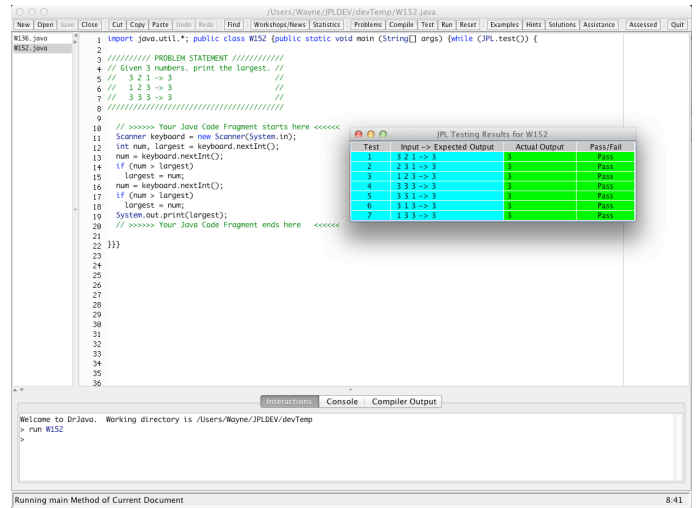 /Users/Wayne/JPLDEV/devTemp/W152.java
New Open Save Close Cut Copy Paste Undo Redo Find Workshops/News Statistics Problems Compile Test Run Reset Examples Hints Solutions Assistance Assessed Quit
W136.java
W152.java
1 import java.util.*; public class W152 {public static void main (String[] args) {while (JPL.test()) {
2
3 ////////// PROBLEM STATEMENT ////////////
4 // Given 3 numbers. print the largest. //
5 // 3 2 1 -> 3 //
6 // 1 2 3 -> 3 //
7 // 3 3 3 -> 3 //
8 /////////////////////////////////////////
9
10 // >>>>>> Your Java Code Fragment starts here <<<<<<
11 Scanner keyboard = new Scanner(System.in);
12 int num, largest = keyboard.nextInt();
13 num = keyboard.nextInt();
14 if (num > largest)
15 largest = num;
16 num = keyboard.nextInt();
17 if (num > largest)
18 largest = num;
19 System.out.print(largest);
20 // >>>>>> Your Java Code Fragment ends here <<<<<<
21
22 }}}
23
24
25
26
27
28
29
30
31
32
33
34
35
36
JPL Testing Results for W152
Test Input -> Expected Output Actual Output Pass/Fail
1 3 2 1 -> 3 3 Pass
2 2 3 1 -> 3 3 Pass
3 1 2 3 -> 3 3 Pass
4 3 3 3 -> 3 3 Pass
5 3 3 1 -> 3 3 Pass
6 3 1 3 -> 3 3 Pass
7 1 3 3 -> 3 3 Pass
Interactions Console Compiler Output
Welcome to DrJava. Working directory is /Users/Wayne/JPLDEV/devTemp
> run W152
>
Running main Method of Current Document 8:41